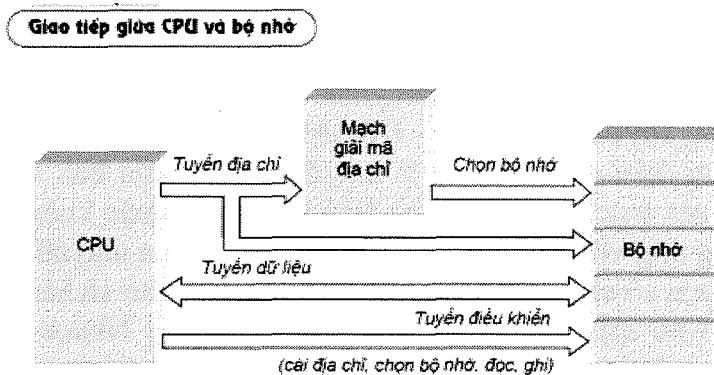 Giao tiếp giữa CPU và bộ nhớ
Mạch
giải mã
địa chỉ
Tuyến địa chỉ
Chọn bộ nhớ
CPU
Bộ nhớ
Tuyến dữ liệu
Tuyến điều khiển
(cài địa chỉ, chọn bộ nhớ, đọc, ghi)